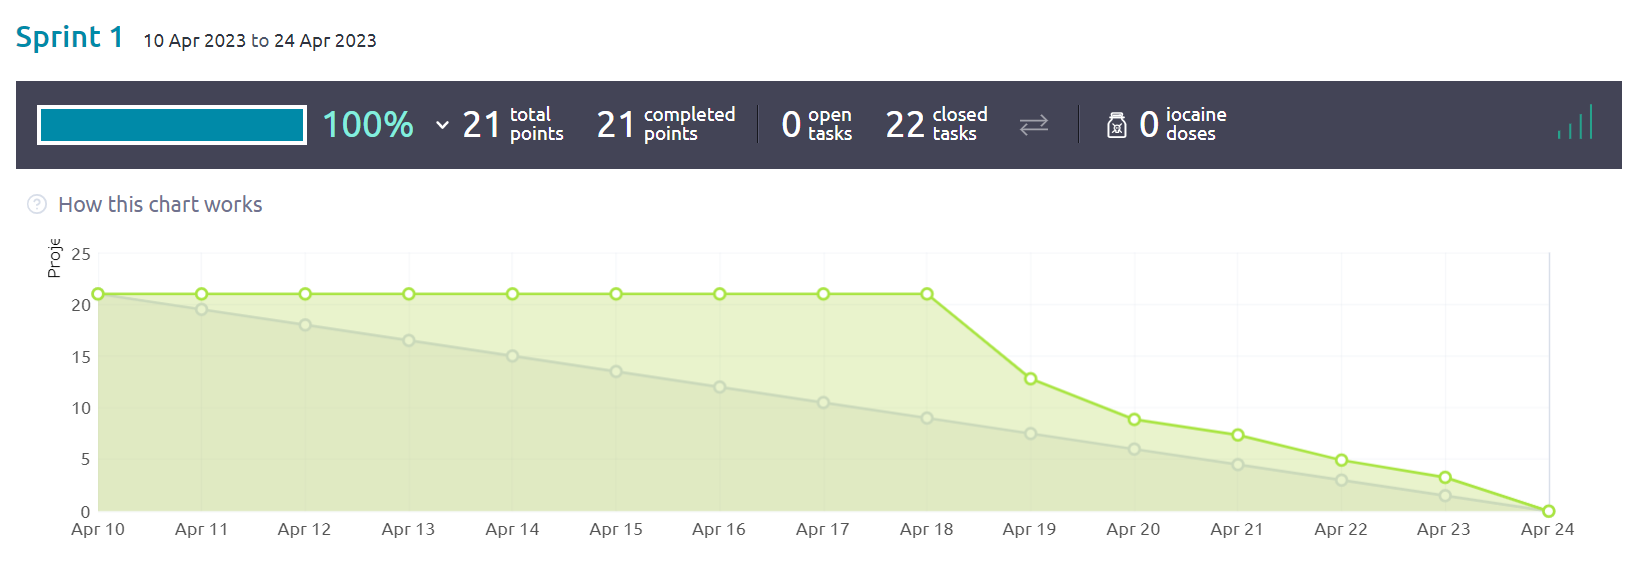 Sprint 1 10 Apr 2023 to 24 Apr 2023
100% 21 total points 21 completed points 0 open tasks 22 closed tasks 0 iocaine doses
? How this chart works
Proje
25
20
15
10
5
0
Apr 10 Apr 11 Apr 12 Apr 13 Apr 14 Apr 15 Apr 16 Apr 17 Apr 18 Apr 19 Apr 20 Apr 21 Apr 22 Apr 23 Apr 24